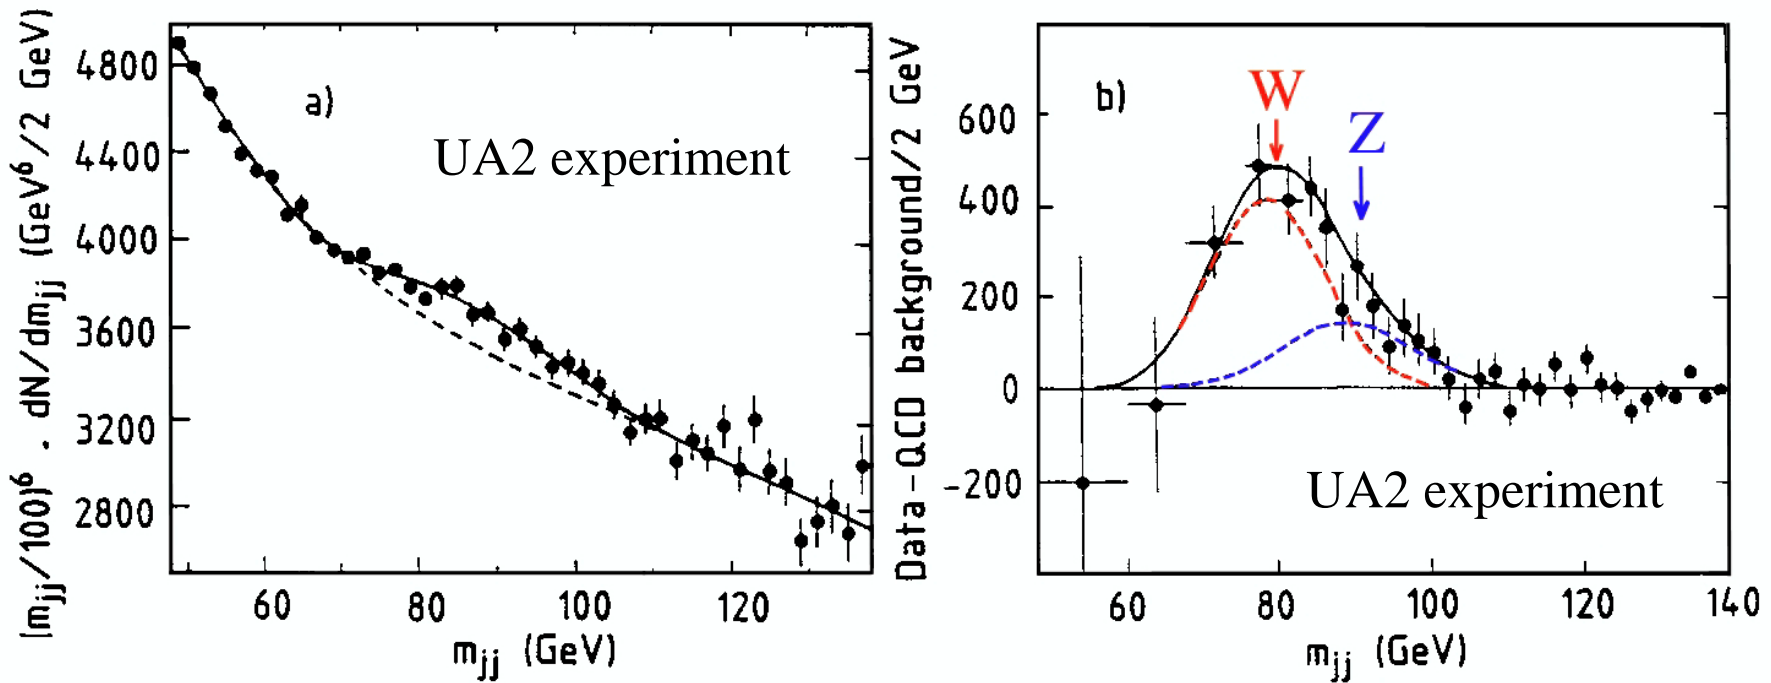 (mjj/100)⁶ . dN/dmjj (GeV⁶/2 GeV)
4800
4400
4000
3600
3200
2800
a)
UA2 experiment
60 80 100 120
mjj (GeV)
Data-QCD background/2 GeV
600
400
200
0
-200
b)
W
Z
UA2 experiment
60 80 100 120 140
mjj (GeV)